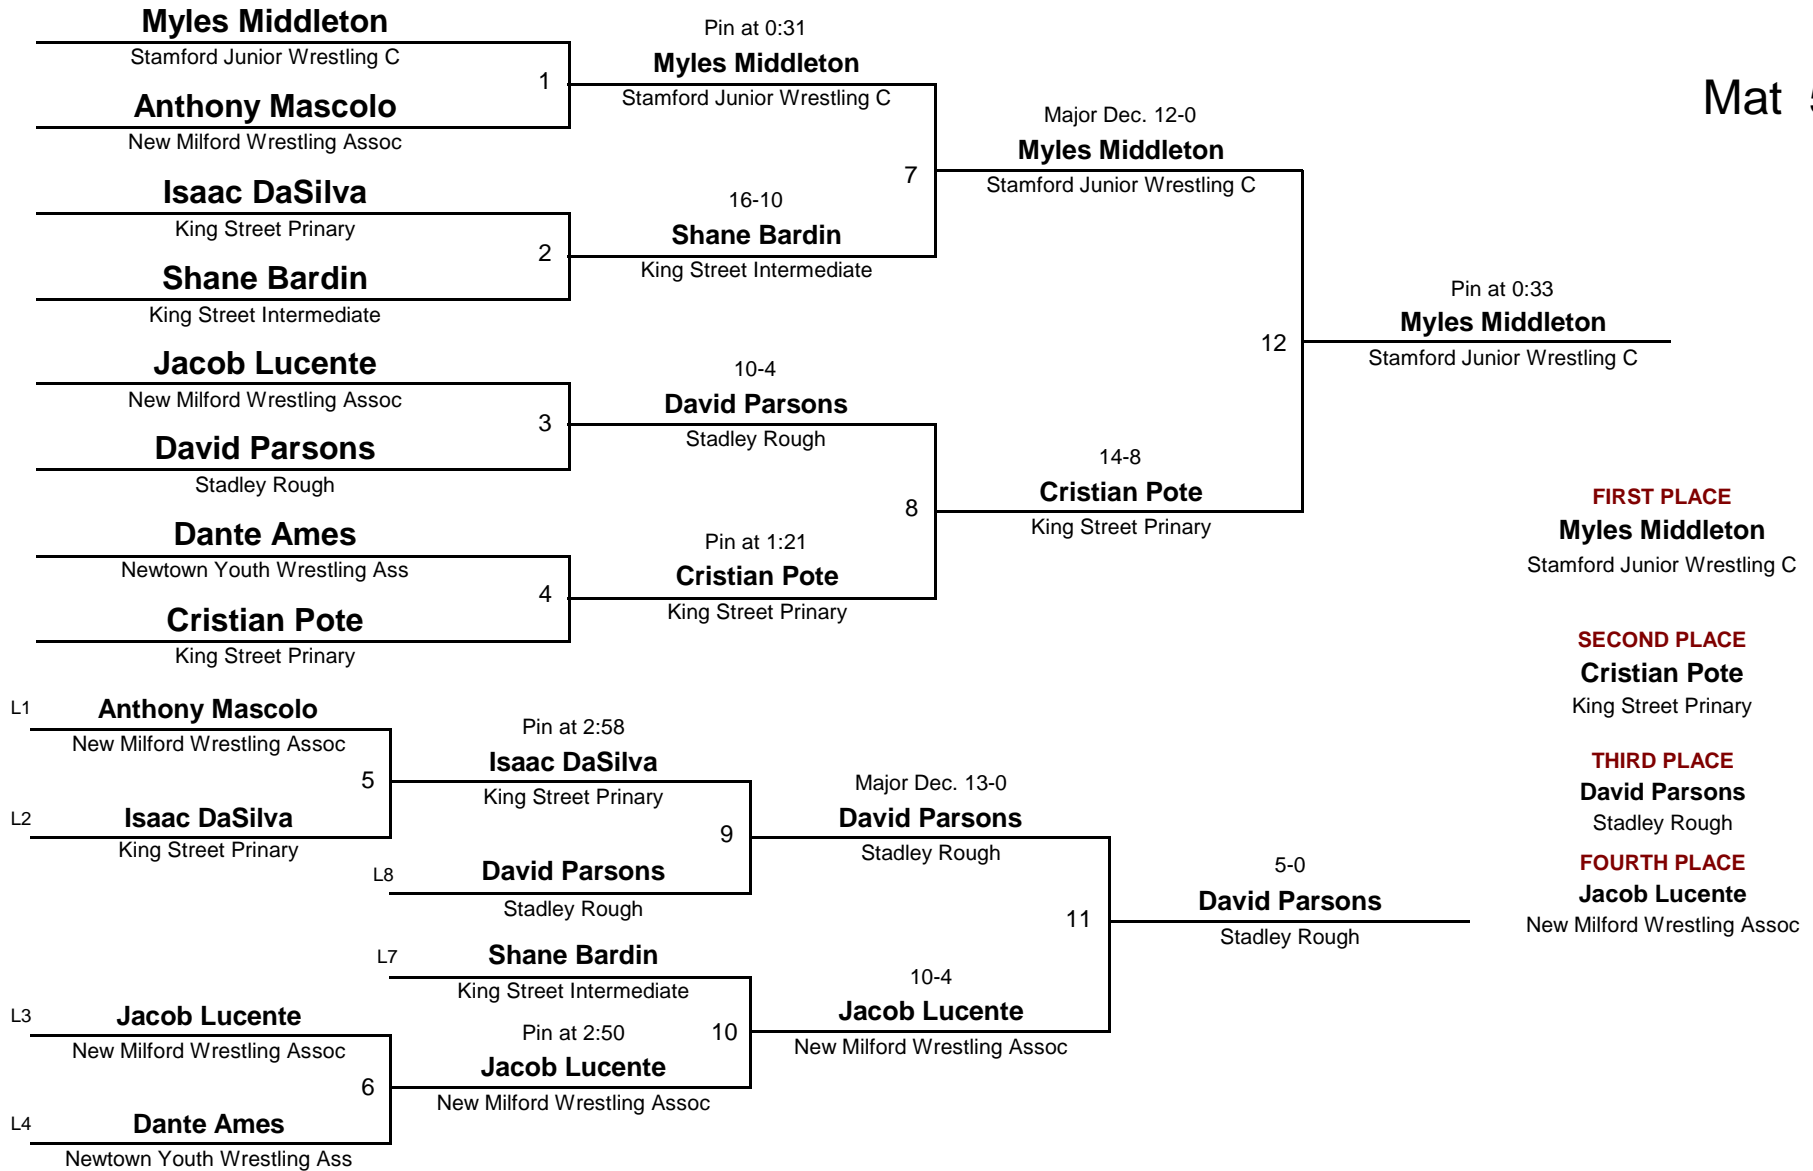 Myles Middleton
Stamford Junior Wrestling C
1
Anthony Mascolo
New Milford Wrestling Assoc
Isaac DaSilva
King Street Prinary
2
Shane Bardin
King Street Intermediate
Jacob Lucente
New Milford Wrestling Assoc
3
David Parsons
Stadley Rough
Dante Ames
Newtown Youth Wrestling Ass
4
Cristian Pote
King Street Prinary
Pin at 0:31
Myles Middleton
Stamford Junior Wrestling C
7
16-10
Shane Bardin
King Street Intermediate
10-4
David Parsons
Stadley Rough
8
Pin at 1:21
Cristian Pote
King Street Prinary
Major Dec. 12-0
Myles Middleton
Stamford Junior Wrestling C
12
14-8
Cristian Pote
King Street Prinary
Pin at 0:33
Myles Middleton
Stamford Junior Wrestling C
Mat 5
FIRST PLACE
Myles Middleton
Stamford Junior Wrestling C
SECOND PLACE
Cristian Pote
King Street Prinary
THIRD PLACE
David Parsons
Stadley Rough
FOURTH PLACE
Jacob Lucente
New Milford Wrestling Assoc
L1 Anthony Mascolo
New Milford Wrestling Assoc
5
L2 Isaac DaSilva
King Street Prinary
L3 Jacob Lucente
New Milford Wrestling Assoc
6
L4 Dante Ames
Newtown Youth Wrestling Ass
Pin at 2:58
Isaac DaSilva
King Street Prinary
9
L8 David Parsons
Stadley Rough
L7 Shane Bardin
King Street Intermediate
10
Pin at 2:50
Jacob Lucente
New Milford Wrestling Assoc
Major Dec. 13-0
David Parsons
Stadley Rough
11
10-4
Jacob Lucente
New Milford Wrestling Assoc
5-0
David Parsons
Stadley Rough